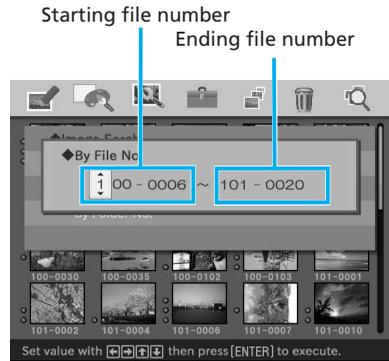 Starting file number
Ending file number
◆Image Search
◆By File No.
100 - 0006 ~ 101 - 0020
By Folder No.
100-0030 100-0035 100-0102 100-0103 101-0001
101-0002 101-0004 101-0006 101-0007 101-0010
Set value with ←→↑↓ then press [ENTER] to execute.